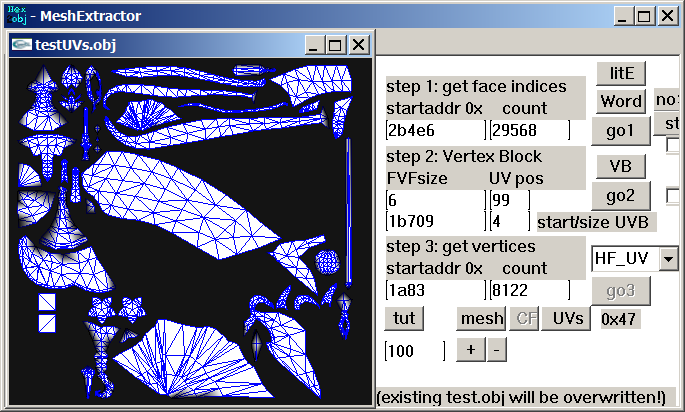 Hex
obj - MeshExtractor
testUVs.obj
step 1: get face indices
startaddr 0x count
2b4e6 29568
litE
Word
go1
no
st
step 2: Vertex Block
FVFsize UV pos
6 99
1b709 4 start/size UVB
VB
go2
step 3: get vertices
startaddr 0x count
1a83 8122
HF_UV
go3
tut mesh CF UVs 0x47
100 + -
(existing test.obj will be overwritten!)